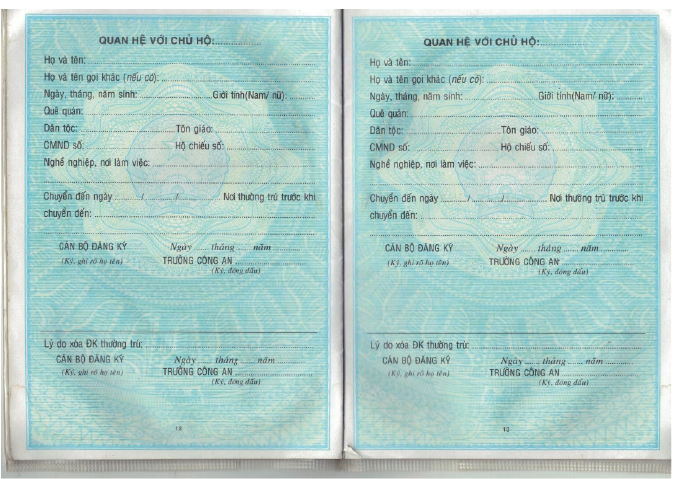 QUAN HỆ VỚI CHỦ HỘ:
Họ và tên:
Họ và tên gọi khác (nếu có):
Ngày, tháng, năm sinh: Giới tính(Nam/ nữ):
Quê quán:
Dân tộc: Tôn giáo:
CMND số: Hộ chiếu số:
Nghề nghiệp, nơi làm việc:
Chuyển đến ngày / / Nơi thường trú trước khi
chuyển đến:
CÁN BỘ ĐĂNG KÝ Ngày tháng năm
(Ký, ghi rõ họ tên) TRƯỞNG CÔNG AN
(Ký, đóng dấu)
Lý do xóa ĐK thường trú:
CÁN BỘ ĐĂNG KÝ Ngày tháng năm
(Ký, ghi rõ họ tên) TRƯỞNG CÔNG AN
(Ký, đóng dấu)
QUAN HỆ VỚI CHỦ HỘ:
Họ và tên:
Họ và tên gọi khác (nếu có):
Ngày, tháng, năm sinh: Giới tính(Nam/ nữ):
Quê quán:
Dân tộc: Tôn giáo:
CMND số: Hộ chiếu số:
Nghề nghiệp, nơi làm việc:
Chuyển đến ngày / / Nơi thường trú trước khi
chuyển đến:
CÁN BỘ ĐĂNG KÝ Ngày tháng năm
(Ký, ghi rõ họ tên) TRƯỞNG CÔNG AN
(Ký, đóng dấu)
Lý do xóa ĐK thường trú:
CÁN BỘ ĐĂNG KÝ Ngày tháng năm
(Ký, ghi rõ họ tên) TRƯỞNG CÔNG AN
(Ký, đóng dấu)
13